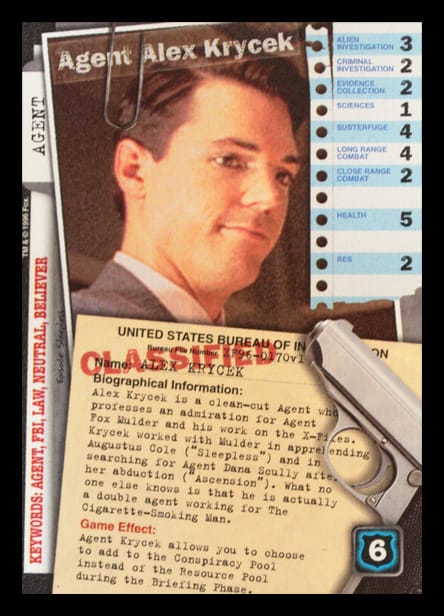 Agent Alex Krycek
ALIEN INVESTIGATION 3
CRIMINAL INVESTIGATION 2
EVIDENCE COLLECTION 2
SCIENCES 1
SUBTERFUGE 4
LONG RANGE COMBAT 4
CLOSE RANGE COMBAT 2
HEALTH 5
RES 2
AGENT
TM & © 1996 Fox.
KEYWORDS: AGENT, FBI, LAW, NEUTRAL, BELIEVER
Episode: Sleepless
UNITED STATES BUREAU OF IN ION
Bureau File Number XF96-0170v1
CLASSIFIED
Name: ALEX KRYCEK
Biographical Information:
Alex Krycek is a clean-cut Agent who
professes an admiration for Agent
Fox Mulder and his work on the X-Files.
Krycek worked with Mulder in apprehending
Augustus Cole ("Sleepless") and in
searching for Agent Dana Scully after
her abduction ("Ascension"). What no
one else knows is that he is actually
a double agent working for The
Cigarette-Smoking Man.
Game Effect:
Agent Krycek allows you to choose
to add to the Conspiracy Pool
instead of the Resource Pool
during the Briefing Phase.
6